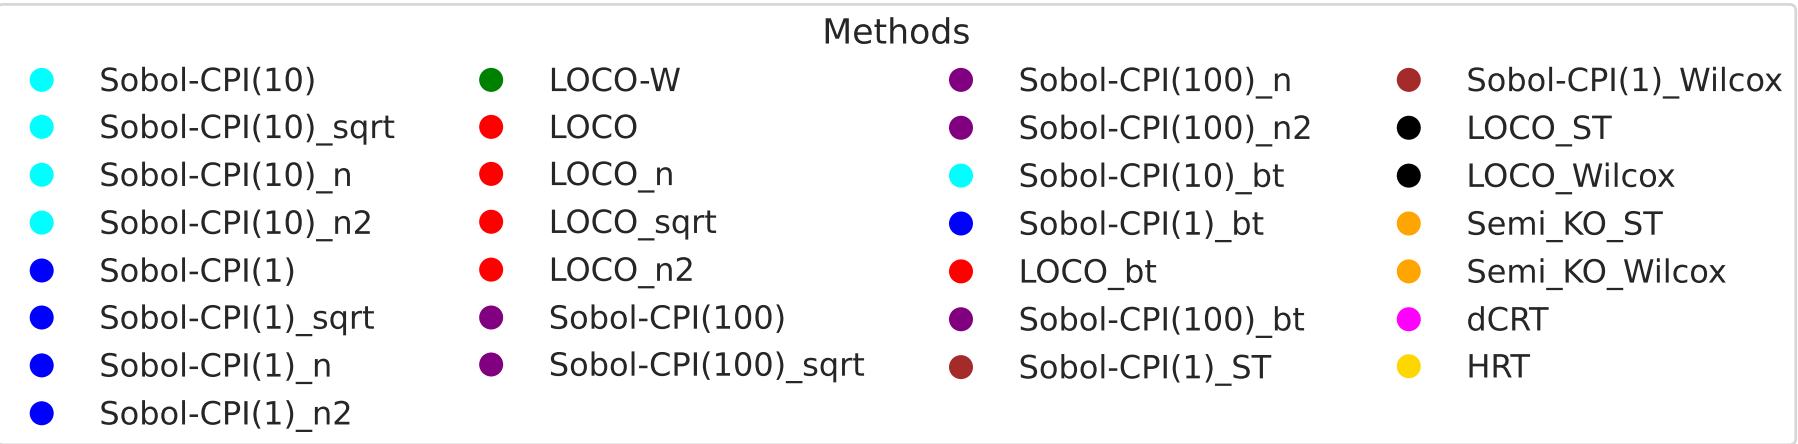 Methods
Sobol-CPI(10)
Sobol-CPI(10)_sqrt
Sobol-CPI(10)_n
Sobol-CPI(10)_n2
Sobol-CPI(1)
Sobol-CPI(1)_sqrt
Sobol-CPI(1)_n
Sobol-CPI(1)_n2
LOCO-W
LOCO
LOCO_n
LOCO_sqrt
LOCO_n2
Sobol-CPI(100)
Sobol-CPI(100)_sqrt
Sobol-CPI(100)_n
Sobol-CPI(100)_n2
Sobol-CPI(10)_bt
Sobol-CPI(1)_bt
LOCO_bt
Sobol-CPI(100)_bt
Sobol-CPI(1)_ST
Sobol-CPI(1)_Wilcox
LOCO_ST
LOCO_Wilcox
Semi_KO_ST
Semi_KO_Wilcox
dCRT
HRT